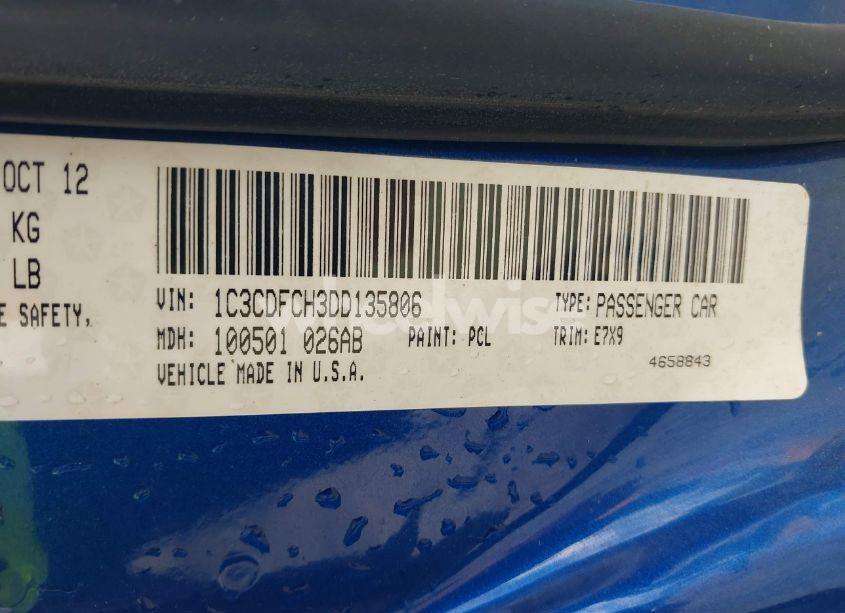 OCT 12
KG
LB
E SAFETY,
VIN: 1C3CDFCH3DD135806 TYPE: PASSENGER CAR
MDH: 100501 026AB PAINT: PCL TRIM: E7X9
VEHICLE MADE IN U.S.A. 4658843
wheelwise